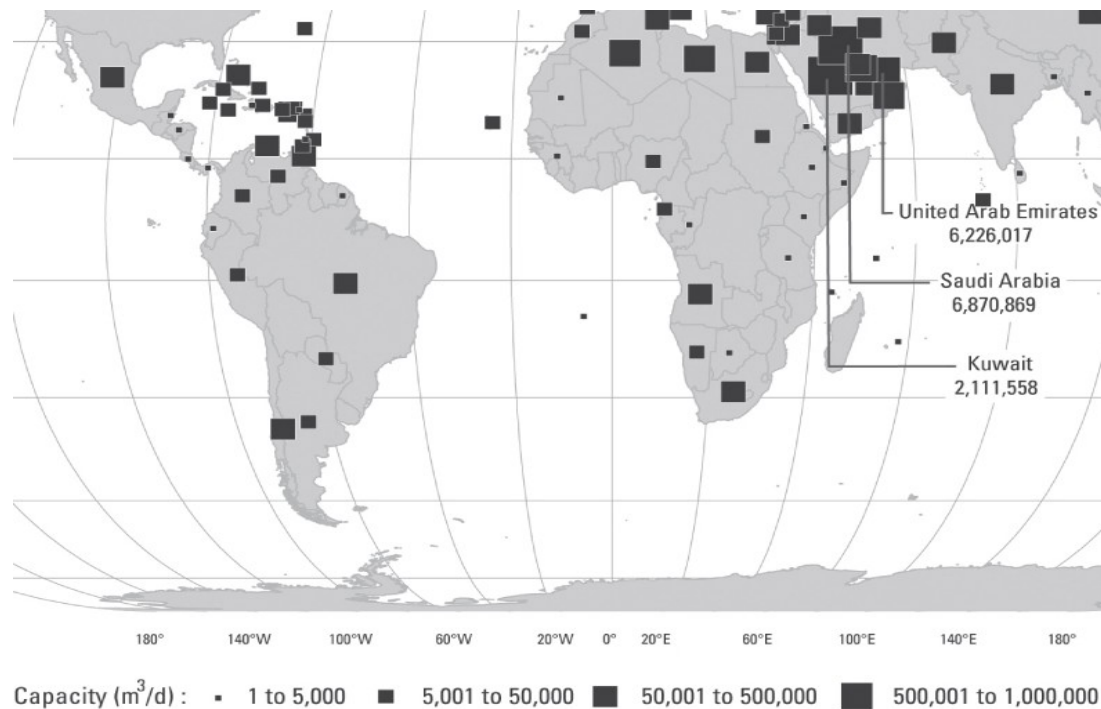 United Arab Emirates
6,226,017
Saudi Arabia
6,870,869
Kuwait
2,111,558
180° 140°W 100°W 60°W 20°W 0° 20°E 60°E 100°E 140°E 180°
Capacity (m³/d) : 1 to 5,000 5,001 to 50,000 50,001 to 500,000 500,001 to 1,000,000